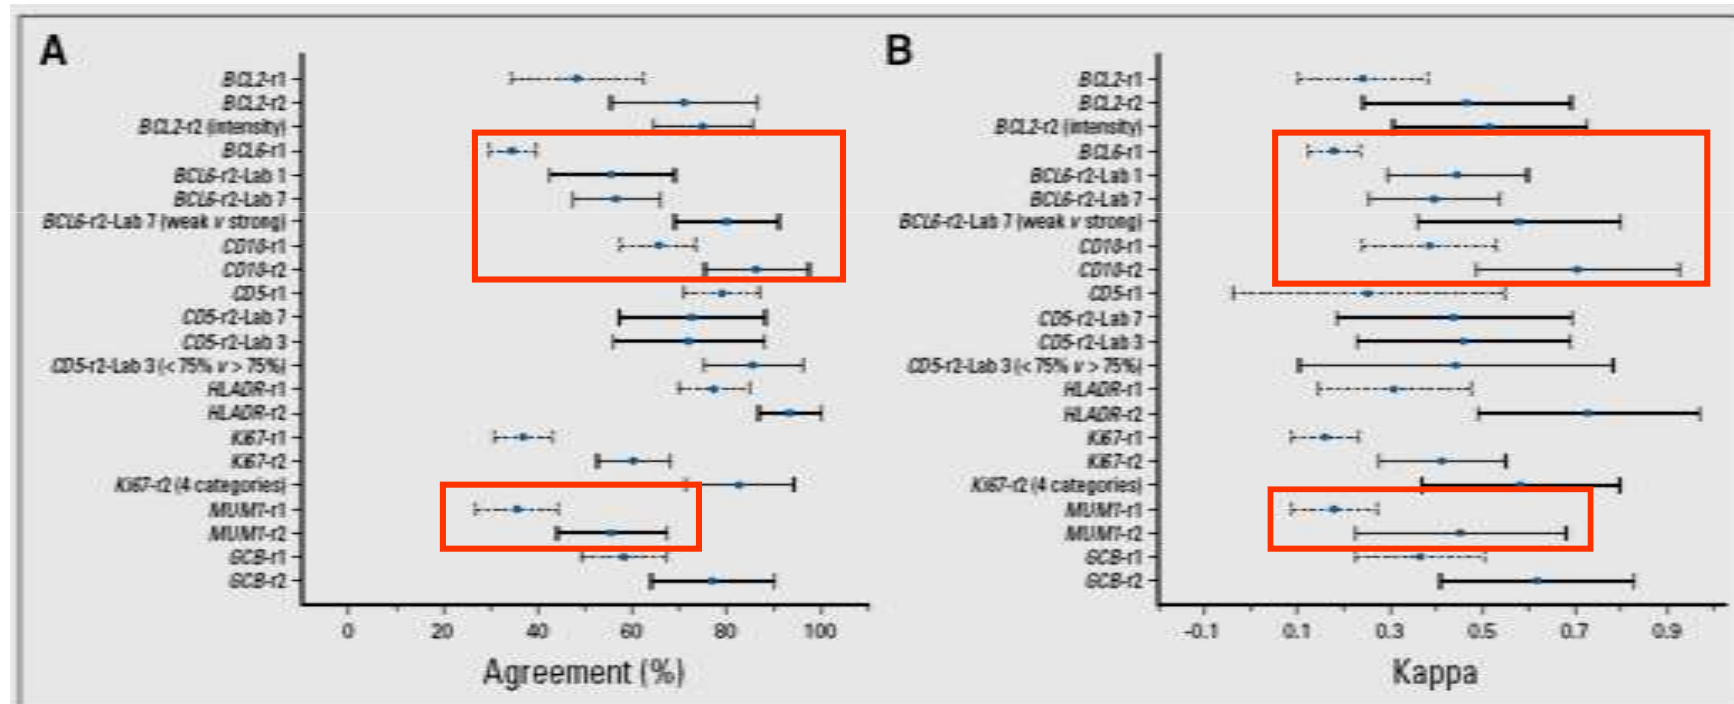 A
BCL2-r1
BCL2-r2
BCL2-r2 (intensity)
BCL6-r1
BCL6-r2-Lab 1
BCL6-r2-Lab 7
BCL6-r2-Lab 7 (weak v strong)
CD10-r1
CD10-r2
CD5-r1
CD5-r2-Lab 7
CD5-r2-Lab 3
CD5-r2-Lab 3 (< 75% v > 75%)
HLADR-r1
HLADR-r2
Ki67-r1
Ki67-r2
Ki67-r2 (4 categories)
MUM1-r1
MUM1-r2
GCB-r1
GCB-r2
0 20 40 60 80 100
Agreement (%)
B
BCL2-r1
BCL2-r2
BCL2-r2 (intensity)
BCL6-r1
BCL6-r2-Lab 1
BCL6-r2-Lab 7
BCL6-r2-Lab 7 (weak v strong)
CD10-r1
CD10-r2
CD5-r1
CD5-r2-Lab 7
CD5-r2-Lab 3
CD5-r2-Lab 3 (< 75% v > 75%)
HLADR-r1
HLADR-r2
Ki67-r1
Ki67-r2
Ki67-r2 (4 categories)
MUM1-r1
MUM1-r2
GCB-r1
GCB-r2
-0.1 0.1 0.3 0.5 0.7 0.9
Kappa